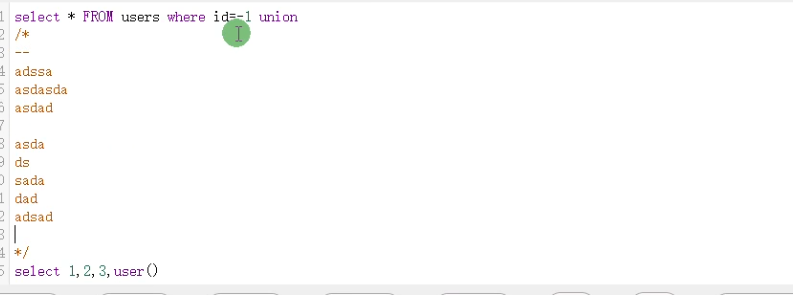 1 select * FROM users where id=-1 union
2 /*
3 --
4 adssa
5 asdasda
6 asdad
7
8 asda
9 ds
0 sada
1 dad
2 adsad
3
4 */
5 select 1,2,3,user()